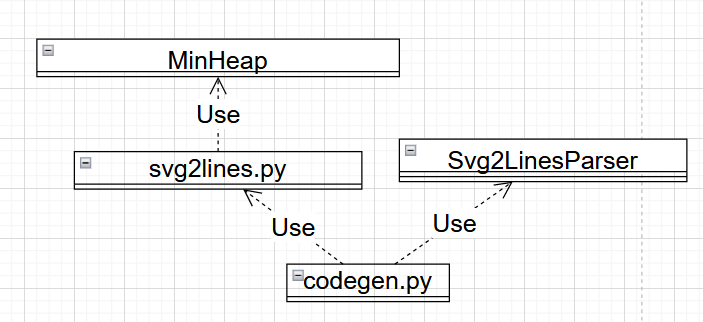 MinHeap
Use
svg2lines.py
Svg2LinesParser
Use
Use
codegen.py